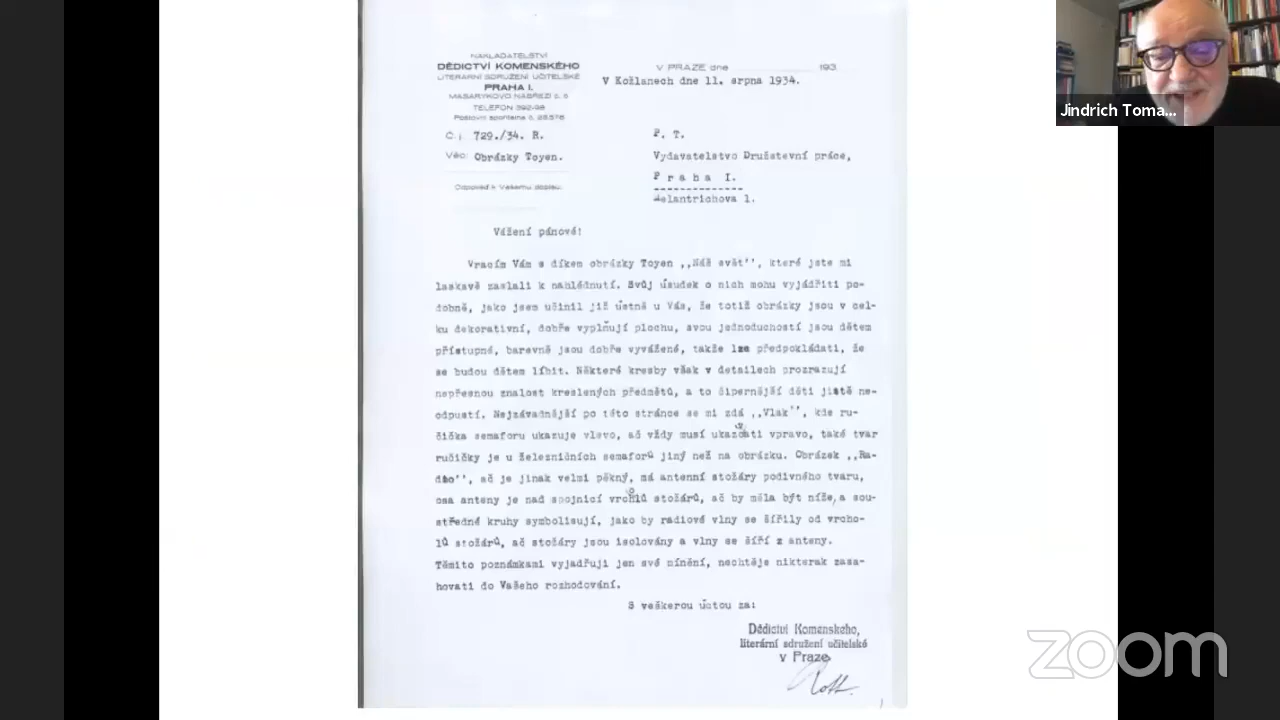 NAKLADATELSTVÍ
DĚDICTVÍ KOMENSKÉHO
LITERÁRNÍ SDRUŽENÍ UČITELSKÉ
PRAHA I.
MASARYKOVO NÁBŘEŽÍ č. 6
TELEFON 392-98
Poštovní spořitelna č. 25.576
Č. j. 729./34. R.
Věc: Obrázky Toyen.
Odpověď k Vašemu dopisu:
V PRAZE dne 193
V Kožlanech dne 11. srpna 1934.
P. T.
Vydavatelstvo Družstevní práce,
P r a h a I.
Melantrichova 1.
Vážení pánové!
Vracím Vám s díkem obrázky Toyen ,,Náš svět'', které jste mi
laskavě zaslali k nahlédnutí. Svůj úsudek o nich mohu vyjádřiti po-
dobně, jako jsem učinil již ústně u Vás, že totiž obrázky jsou v cel-
ku dekorativní, dobře vyplňují plochu, svou jednoduchostí jsou dětem
přístupné, barevně jsou dobře vyvážené, takže lze předpokládati, že
se budou dětem líbit. Některé kresby však v detailech prozrazují
nepřesnou znalost kreslených předmětů, a to čipernější děti jistě ne-
odpustí. Nejzávadnější po této stránce se mi zdá ,,Vlak'', kde ru-
čička semaforu ukazuje vlevo, ač vždy musí ukazovati vpravo, také tvar
ručičky je u železničních semaforů jiný než na obrázku. Obrázek ,,Ra-
dio'', ač je jinak velmi pěkný, má antenní stožáry podivného tvaru,
osa anteny je nad spojnicí vrcholů stožárů, ač by měla být níže, a sou-
středné kruhy symbolisují, jako by radiové vlny se šířily od vrcho-
lů stožárů, ač stožáry jsou isolovány a vlny se šíří z anteny.
Těmito poznámkami vyjadřuji jen své mínění, nechtěje nikterak zasa-
hovati do Vašeho rozhodování.
S veškerou úctou za:
Dědictví Komenského,
literární sdružení učitelské
v Praze
Jindrich Toma...
zoom